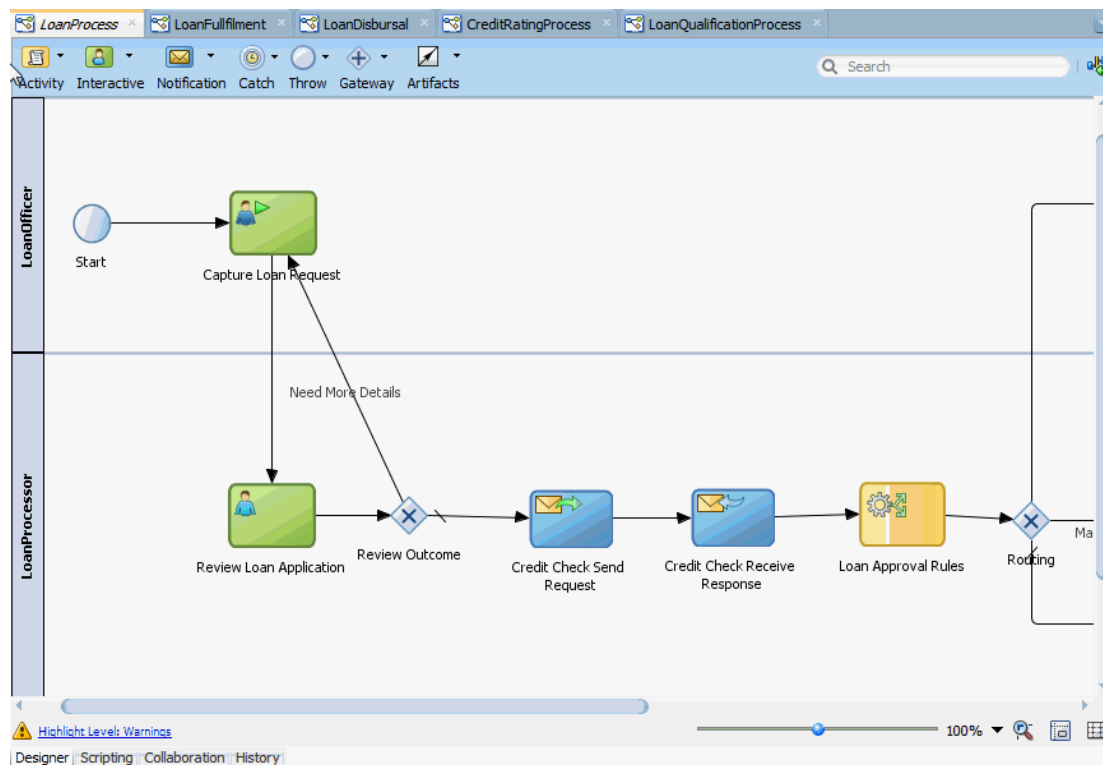 LoanProcess
LoanFullfilment
LoanDisbursal
CreditRatingProcess
LoanQualificationProcess
Activity
Interactive
Notification
Catch
Throw
Gateway
Artifacts
Search
LoanOfficer
Start
Capture Loan Request
Need More Details
LoanProcessor
Review Loan Application
Review Outcome
Credit Check Send
Request
Credit Check Receive
Response
Loan Approval Rules
Routing
Ma
Highlight Level: Warnings
100%
Designer
Scripting
Collaboration
History